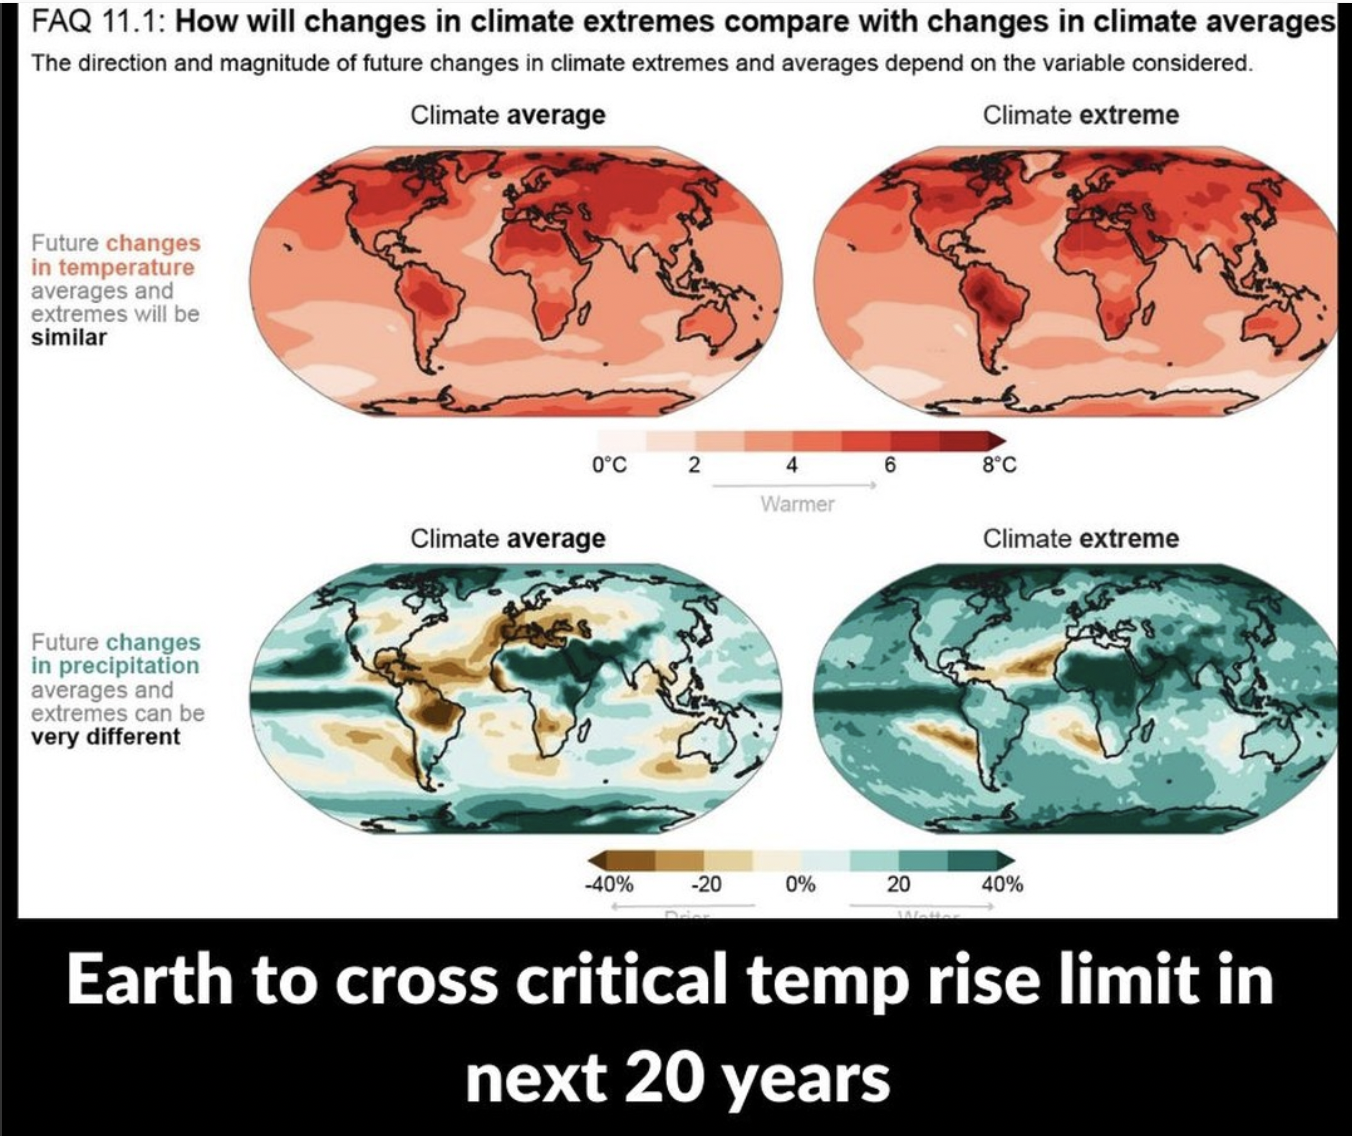 FAQ 11.1: How will changes in climate extremes compare with changes in climate averages
The direction and magnitude of future changes in climate extremes and averages depend on the variable considered.
Climate average
Climate extreme
Future changes
in temperature
averages and
extremes will be
similar
0°C 2 4 6 8°C
Warmer
Climate average
Climate extreme
Future changes
in precipitation
averages and
extremes can be
very different
-40% -20 0% 20 40%
Drier Wetter
Earth to cross critical temp rise limit in
next 20 years